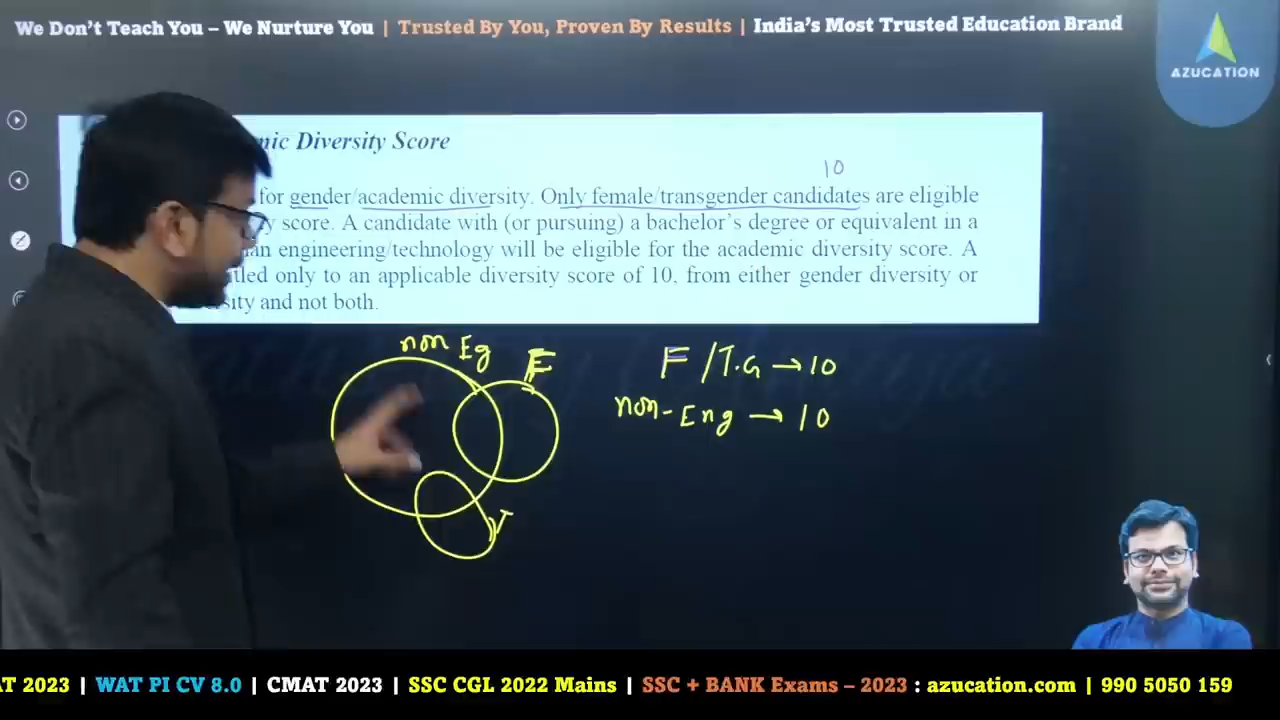 We Don't Teach You – We Nurture You | Trusted By You, Proven By Results | India's Most Trusted Education Brand
AZUCATION
Diversity Score
10
for gender/academic diversity. Only female/transgender candidates are eligible
score. A candidate with (or pursuing) a bachelor's degree or equivalent in a
engineering/technology will be eligible for the academic diversity score. A
only to an applicable diversity score of 10, from either gender diversity or
and not both.
non Eg
F
F / T.G → 10
non- Eng → 10
T
2023 | WAT PI CV 8.0 | CMAT 2023 | SSC CGL 2022 Mains | SSC + BANK Exams – 2023 : azucation.com | 990 5050 159